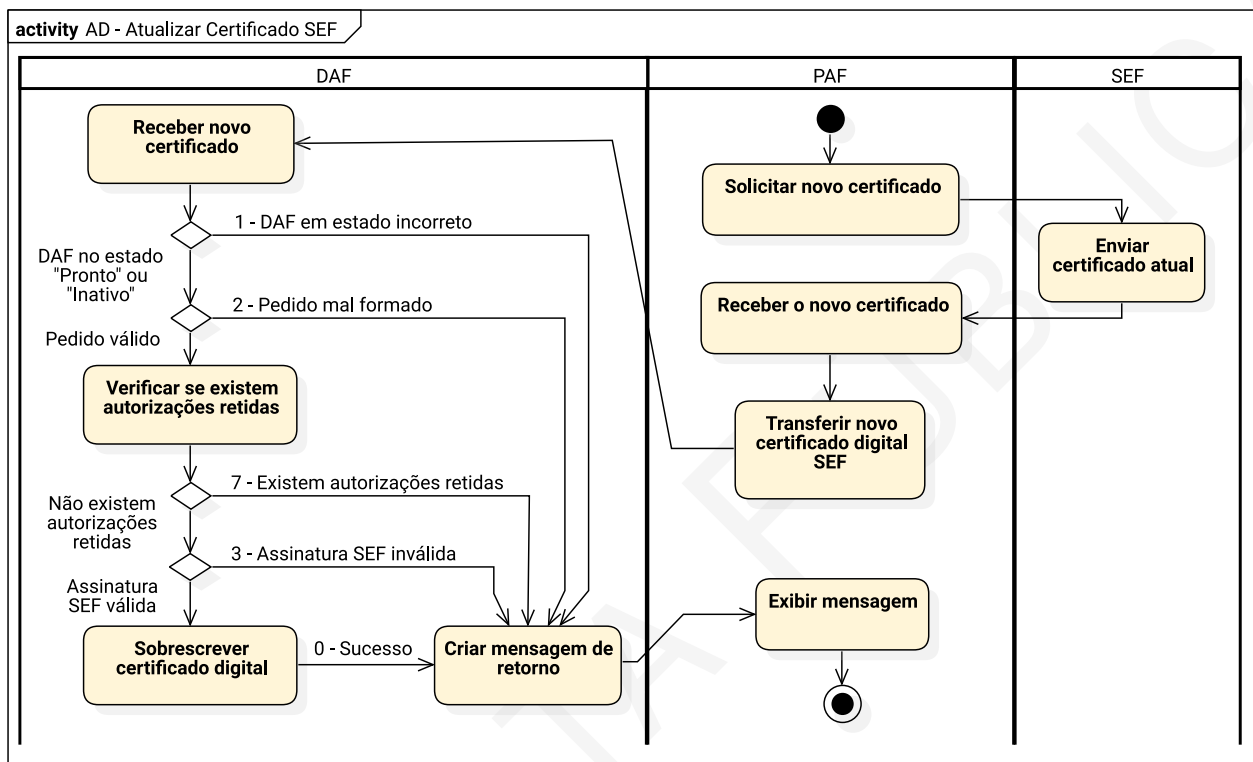 activity AD - Atualizar Certificado SEF
DAF
PAF
SEF
Receber novo
certificado
1 - DAF em estado incorreto
DAF no estado
"Pronto" ou
"Inativo"
2 - Pedido mal formado
Pedido válido
Verificar se existem
autorizações retidas
7 - Existem autorizações retidas
Não existem
autorizações
retidas
3 - Assinatura SEF inválida
Assinatura
SEF válida
Sobrescrever
certificado digital
0 - Sucesso
Criar mensagem de
retorno
Solicitar novo certificado
Enviar
certificado atual
Receber o novo certificado
Transferir novo
certificado digital
SEF
Exibir mensagem
TA PUBLIC